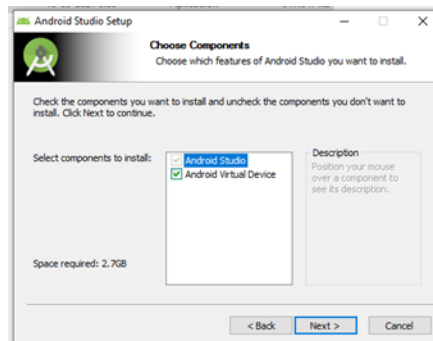 Android Studio Setup
Choose Components
Choose which features of Android Studio you want to install.
Check the components you want to install and uncheck the components you don't want to
install. Click Next to continue.
Select components to install:
Android Studio
Android Virtual Device
Description
Position your mouse
over a component to
see its description.
Space required: 2.7GB
< Back
Next >
Cancel